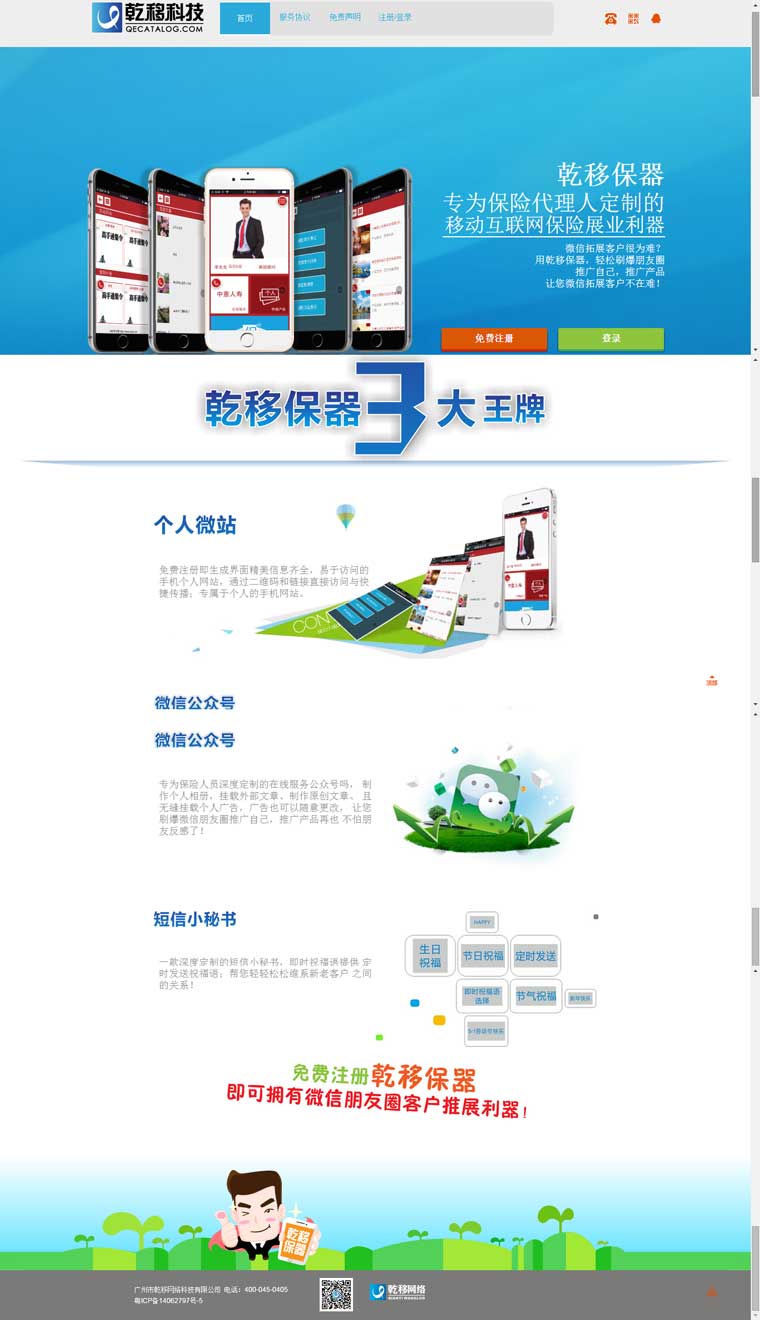 乾移科技
QECATALOG.COM
首页
服务协议
免费声明
注册/登录
乾移保器
专为保险代理人定制的
移动互联网保险展业利器
微信拓展客户很为难?
用乾移保器，轻松刷爆朋友圈
推广自己，推广产品
让您微信拓展客户不在难!
免费注册
登录
中意人寿
个人
乾移保器3大王牌
个人微站
免费注册即生成界面精美信息齐全，易于访问的
手机个人网站，通过二维码和链接直接访问与快
捷传播，专属于个人的手机网站。
微信公众号
微信公众号
专为保险人员深度定制的在线服务公众号吗， 制
作个人相册、挂载外部文章、制作原创文章、 且
无缝挂载个人广告，广告也可以随意更改， 让您
刷爆微信朋友圈推广自己，推广产品再也 不怕朋
友反感了!
短信小秘书
一款深度定制的短信小秘书，即时祝福语提供 定
时发送祝福语；帮您轻轻松松维系新老客户 之间
的关系！
HAPPY
生日
祝福
节日祝福
定时发送
即时祝福语
选择
节气祝福
新年快乐
5·1劳动节快乐
免费注册乾移保器
即可拥有微信朋友圈客户推展利器!
乾移
保器
广州市乾移网络科技有限公司 电话：400-045-0405
粤ICP备14062797号-5
乾移网络